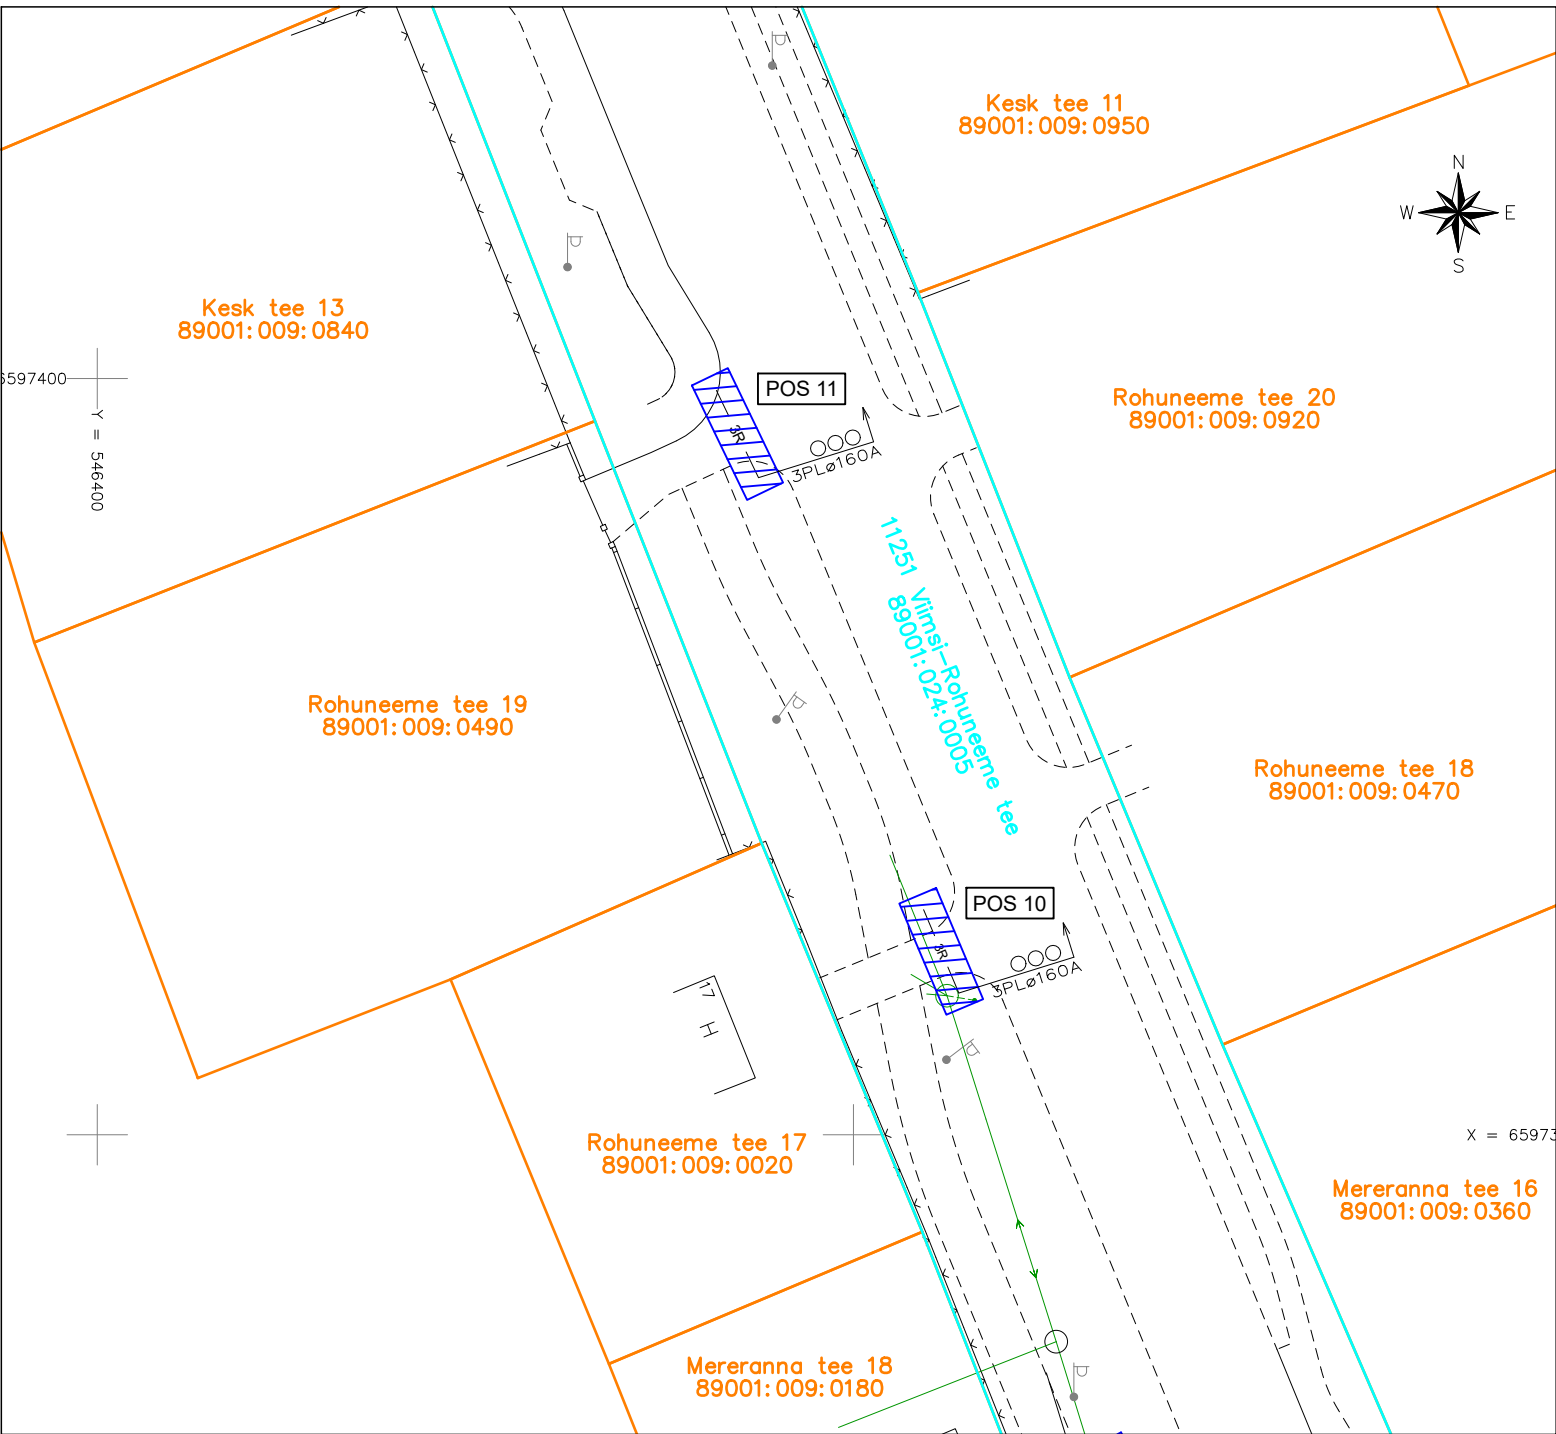 Kesk tee 11
89001:009:0950
N
W
E
S
Kesk tee 13
89001:009:0840
6597400
Y = 546400
POS 11
3R
3PLø160A
Rohuneeme tee 20
89001:009:0920
11251 Viimsi-Rohuneeme tee
89001:024:0005
Rohuneeme tee 19
89001:009:0490
Rohuneeme tee 18
89001:009:0470
POS 10
3R
3PLø160A
17
H
Rohuneeme tee 17
89001:009:0020
X = 65973
Mereranna tee 16
89001:009:0360
Mereranna tee 18
89001:009:0180